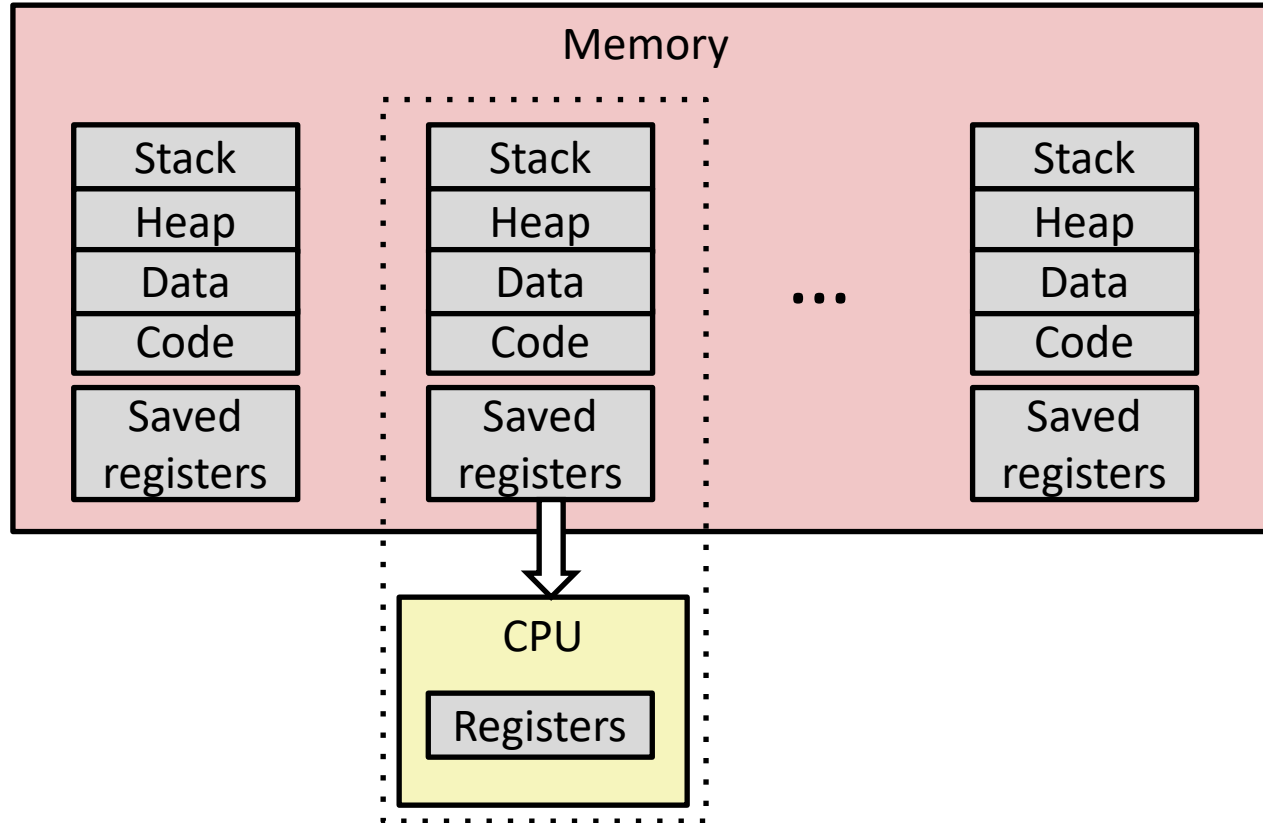 Memory
Stack
Heap
Data
Code
Saved
registers
Stack
Heap
Data
Code
Saved
registers
...
Stack
Heap
Data
Code
Saved
registers
CPU
Registers